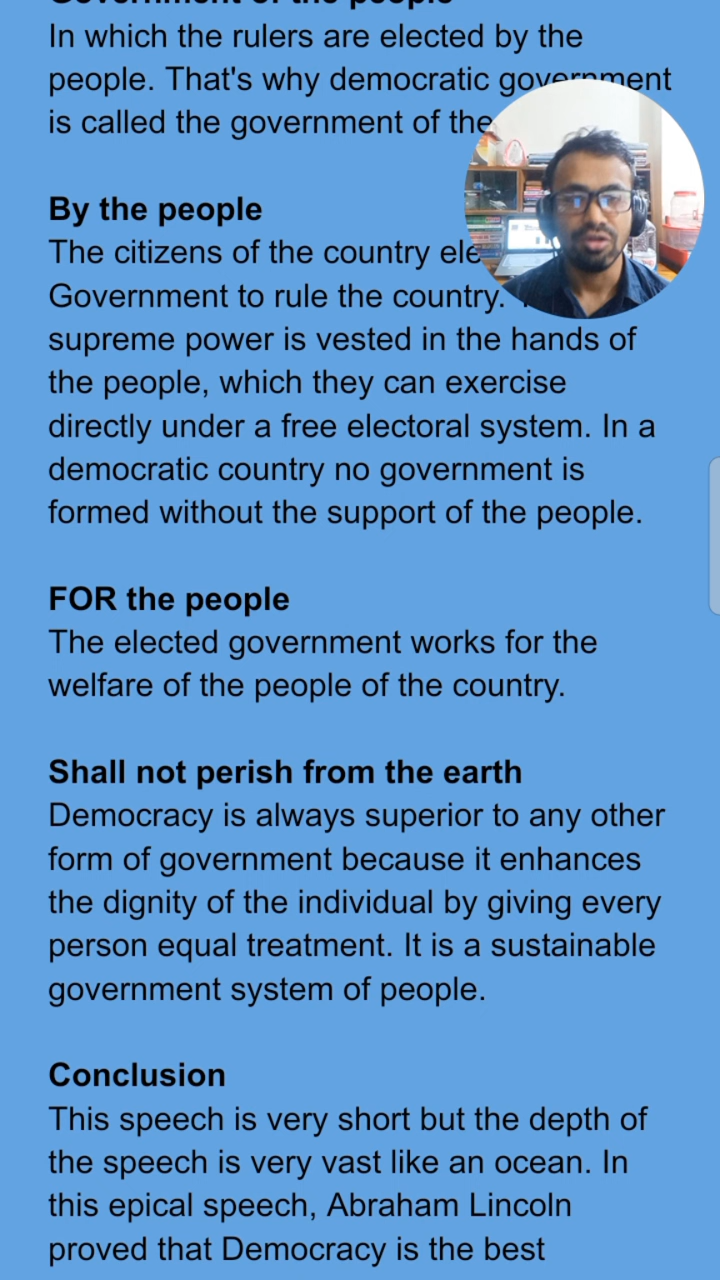 Government of the people
In which the rulers are elected by the
people. That's why democratic government
is called the government of the
By the people
The citizens of the country ele
Government to rule the country.
supreme power is vested in the hands of
the people, which they can exercise
directly under a free electoral system. In a
democratic country no government is
formed without the support of the people.
FOR the people
The elected government works for the
welfare of the people of the country.
Shall not perish from the earth
Democracy is always superior to any other
form of government because it enhances
the dignity of the individual by giving every
person equal treatment. It is a sustainable
government system of people.
Conclusion
This speech is very short but the depth of
the speech is very vast like an ocean. In
this epical speech, Abraham Lincoln
proved that Democracy is the best